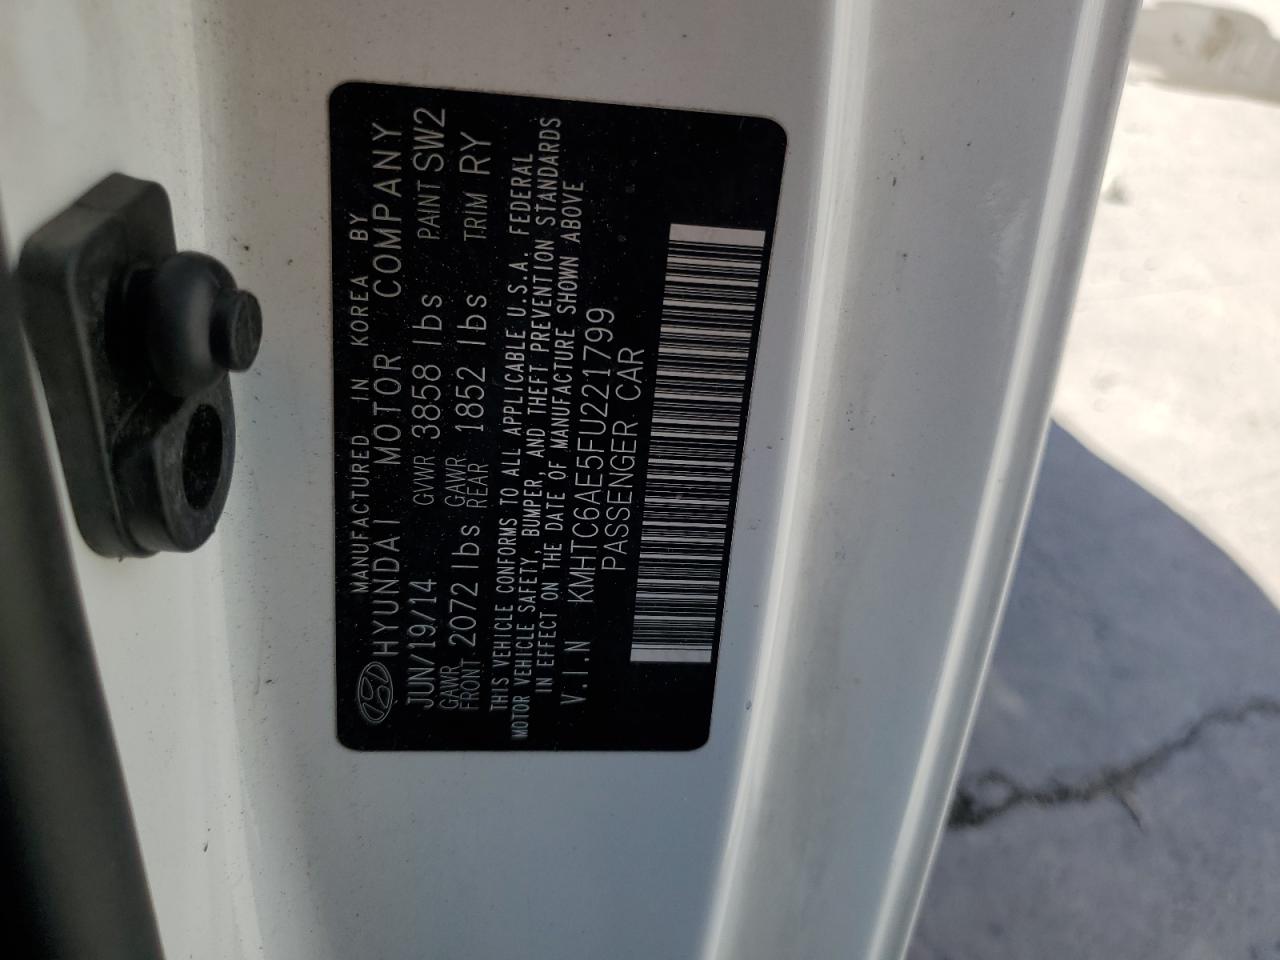 MANUFACTURED IN KOREA BY
HYUNDAI MOTOR COMPANY
JUN/19/14 GVWR 3858 lbs PAINT SW2
GAWR FRONT 2072 lbs GAWR REAR 1852 lbs TRIM RY
THIS VEHICLE CONFORMS TO ALL APPLICABLE U.S.A. FEDERAL
MOTOR VEHICLE SAFETY, BUMPER, AND THEFT PREVENTION STANDARDS
IN EFFECT ON THE DATE OF MANUFACTURE SHOWN ABOVE
V.I.N KMHTC6AE5FU221799
PASSENGER CAR